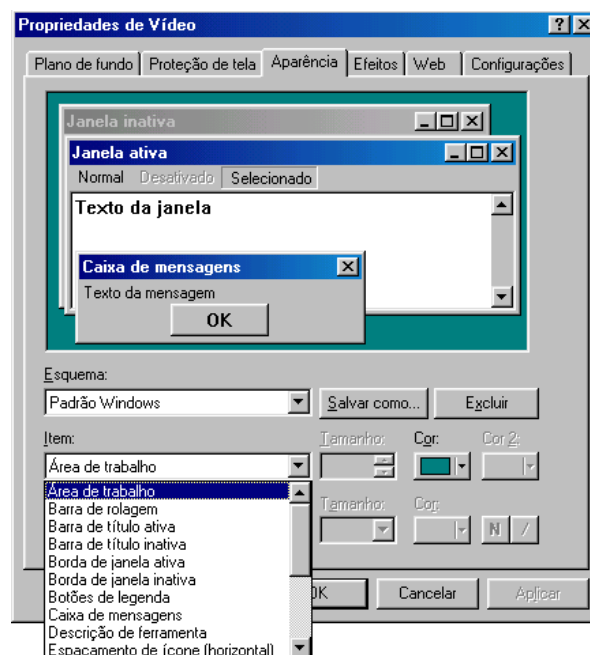 Propriedades de Vídeo
Plano de fundo Proteção de tela Aparência Efeitos Web Configurações
Janela inativa
Janela ativa
Normal Desativado Selecionado
Texto da janela
Caixa de mensagens
Texto da mensagem
OK
Esquema:
Padrão Windows Salvar como... Excluir
Item: Tamanho: Cor: Cor 2:
Área de trabalho
Área de trabalho
Barra de rolagem Tamanho: Cor:
Barra de título ativa
Barra de título inativa N /
Borda de janela ativa
Borda de janela inativa
Botões de legenda OK Cancelar Aplicar
Caixa de mensagens
Descrição de ferramenta
Espaçamento de ícone (horizontal)